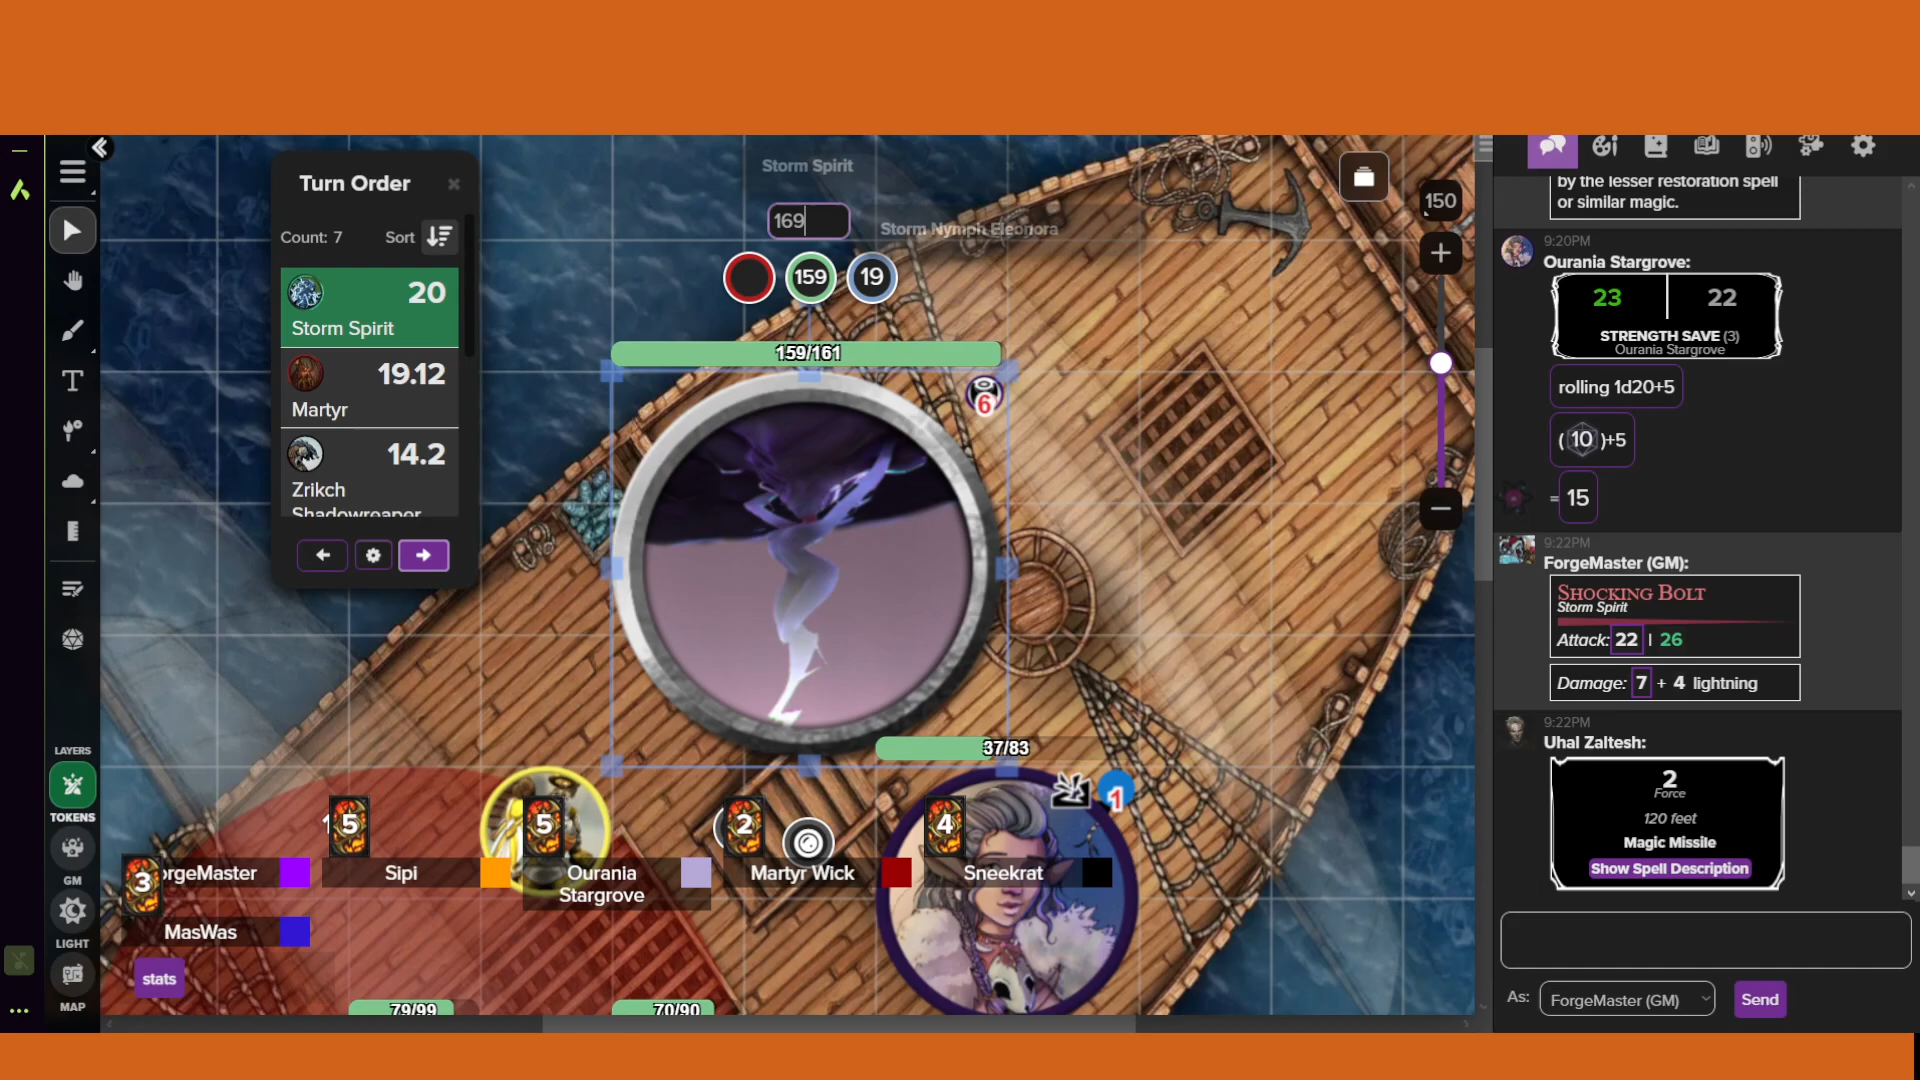 Turn Order
Count: 7 Sort
20
Storm Spirit
19.12
Martyr
14.2
Zrikch
Shadowreaper
Storm Spirit
169
Storm Nymph Eleonora
159
19
159/161
6
37/83
1
150
LAYERS
TOKENS
GM
LIGHT
MAP
5
5
2
4
3
orgeMaster
Sipi
Ourania
Stargrove
Martyr Wick
Sneekrat
MasWas
stats
79/99
70/90
by the lesser restoration spell
or similar magic.
9:20PM
Ourania Stargrove:
23 22
STRENGTH SAVE (3)
Ourania Stargrove
rolling 1d20+5
(10)+5
=15
9:22PM
ForgeMaster (GM):
SHOCKING BOLT
Storm Spirit
Attack: 22 | 26
Damage: 7 + 4 lightning
9:22PM
Uhal Zaltesh:
2
Force
120 feet
Magic Missile
Show Spell Description
As: ForgeMaster (GM) Send